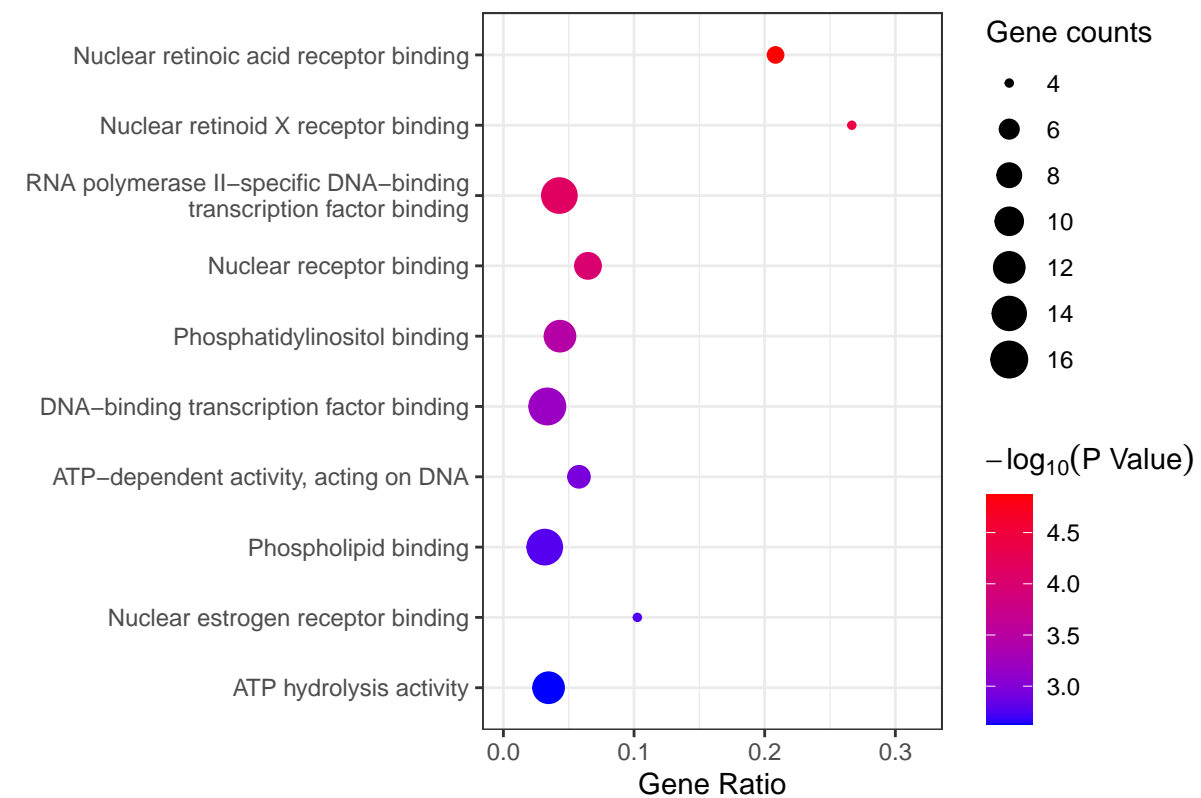 Nuclear retinoic acid receptor binding
Nuclear retinoid X receptor binding
RNA polymerase II−specific DNA−binding
transcription factor binding
Nuclear receptor binding
Phosphatidylinositol binding
DNA−binding transcription factor binding
ATP−dependent activity, acting on DNA
Phospholipid binding
Nuclear estrogen receptor binding
ATP hydrolysis activity
0.0 0.1 0.2 0.3
Gene Ratio
Gene counts
4
6
8
10
12
14
16
−log₁₀(P Value)
4.5
4.0
3.5
3.0